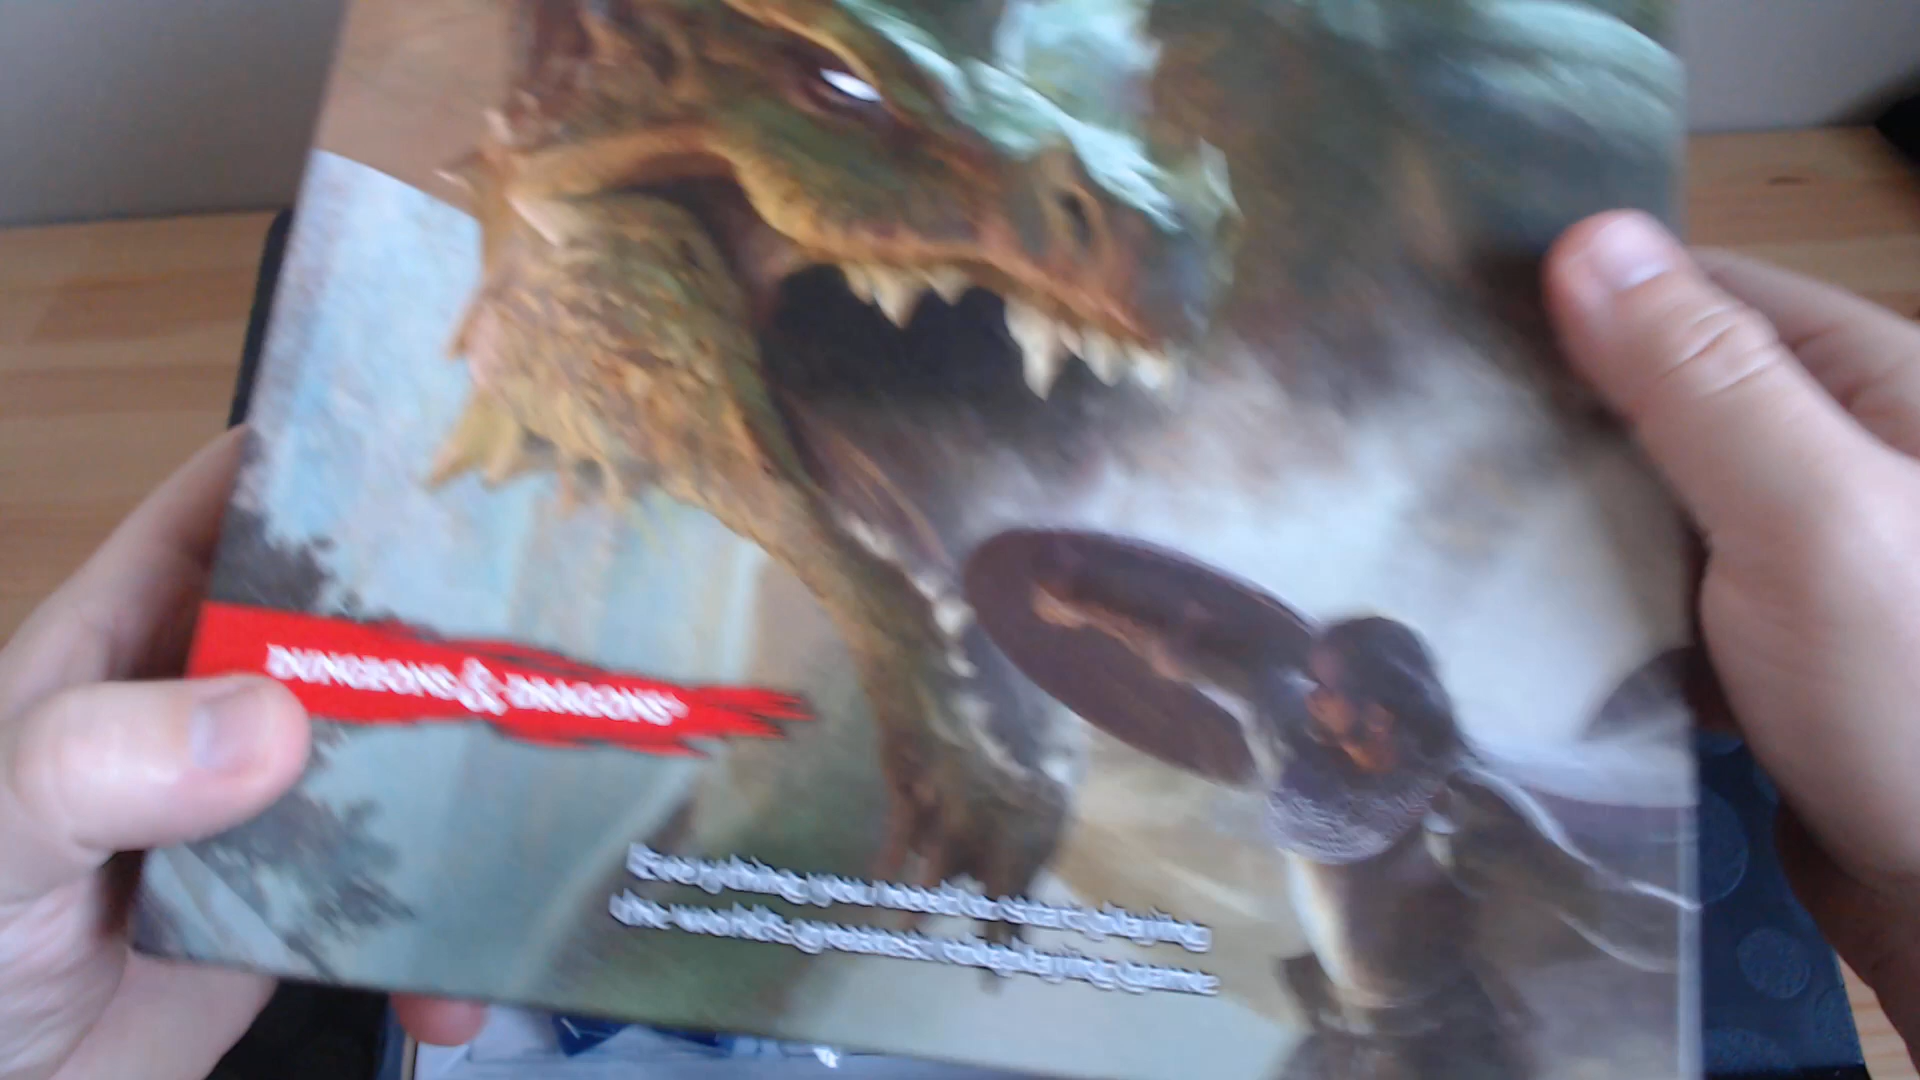 DUNGEONS & DRAGONS®
Everything you need to start playing
the world's greatest roleplaying game